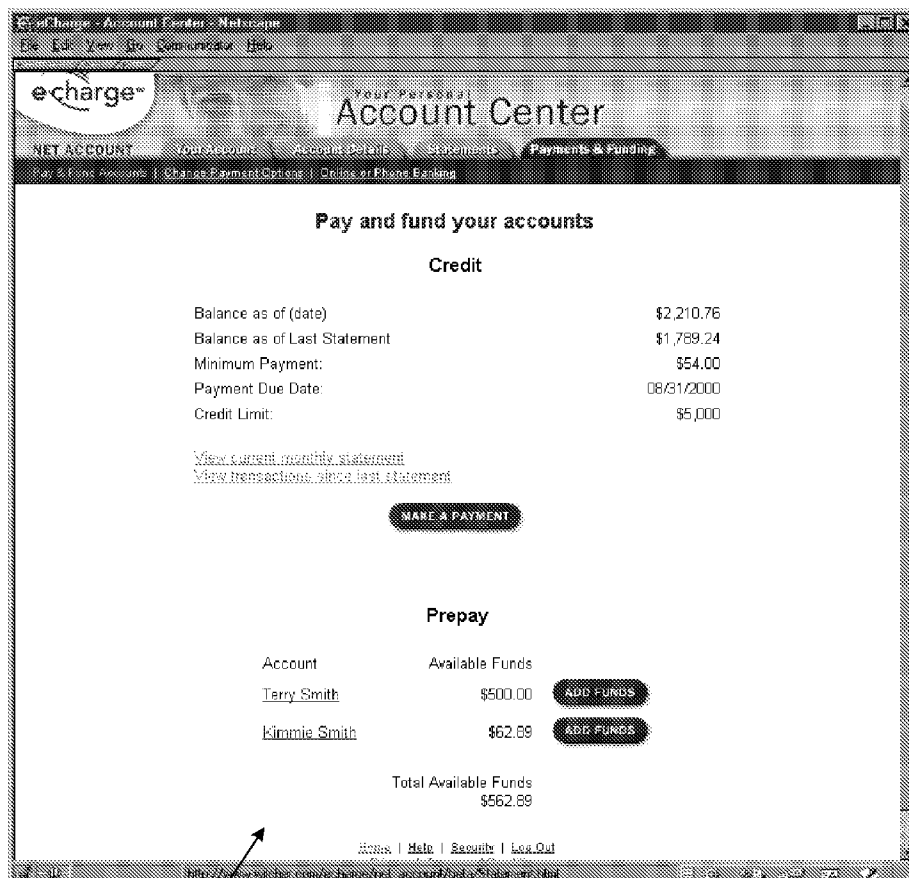 eCharge - Account Center - Netscape
File Edit View Go Communicator Help
echarge
Your Personal
Account Center
NET ACCOUNT Your Account Account Details Statements Payments & Funding
Pay & Fund Accounts | Change Payment Options | Online or Phone Banking
Pay and fund your accounts
Credit
Balance as of (date) $2,210.76
Balance as of Last Statement $1,789.24
Minimum Payment: $54.00
Payment Due Date: 08/31/2000
Credit Limit: $5,000
View current monthly statement
View transactions since last statement
MAKE A PAYMENT
Prepay
Account Available Funds
Terry Smith $500.00 ADD FUNDS
Kimmie Smith $62.89 ADD FUNDS
Total Available Funds
$562.89
Home | Help | Security | Log Out